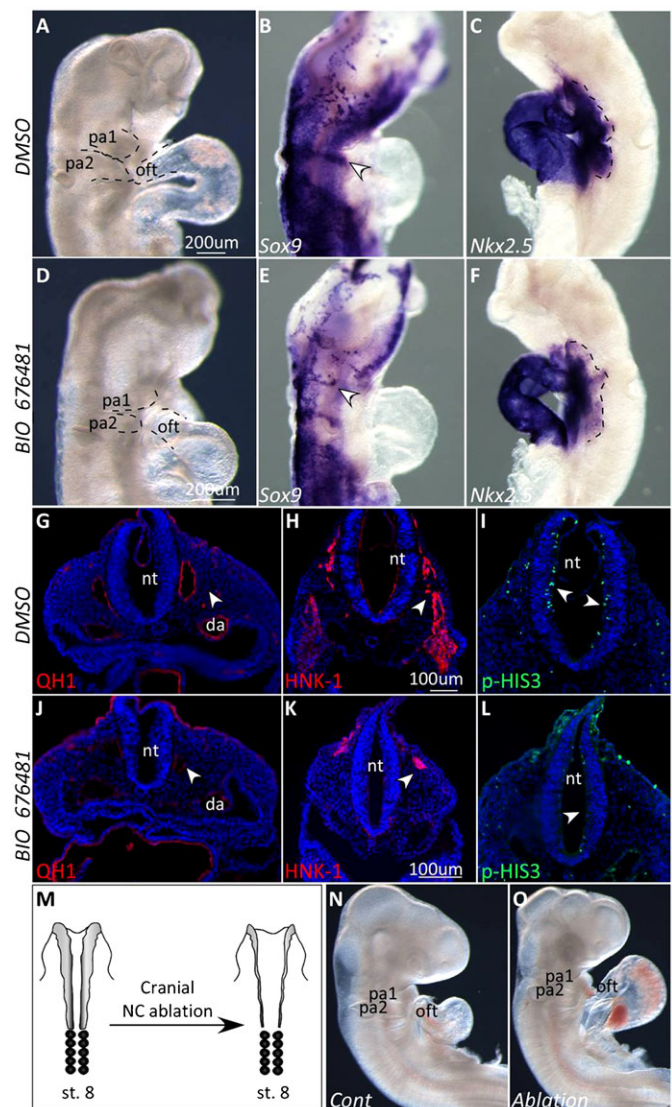 A
B
C
DMSO
pa1
pa2
oft
200um
Sox9
Nkx2.5
D
E
F
BIO 676481
pa1
pa2
oft
200um
Sox9
Nkx2.5
G
H
I
DMSO
nt
nt
nt
da
QH1
HNK-1
100um
p-HIS3
J
K
L
BIO 676481
nt
nt
nt
da
QH1
HNK-1
100um
p-HIS3
M
N
O
Cranial
NC ablation
st. 8
st. 8
pa1
pa2
oft
Cont
pa1
pa2
oft
Ablation